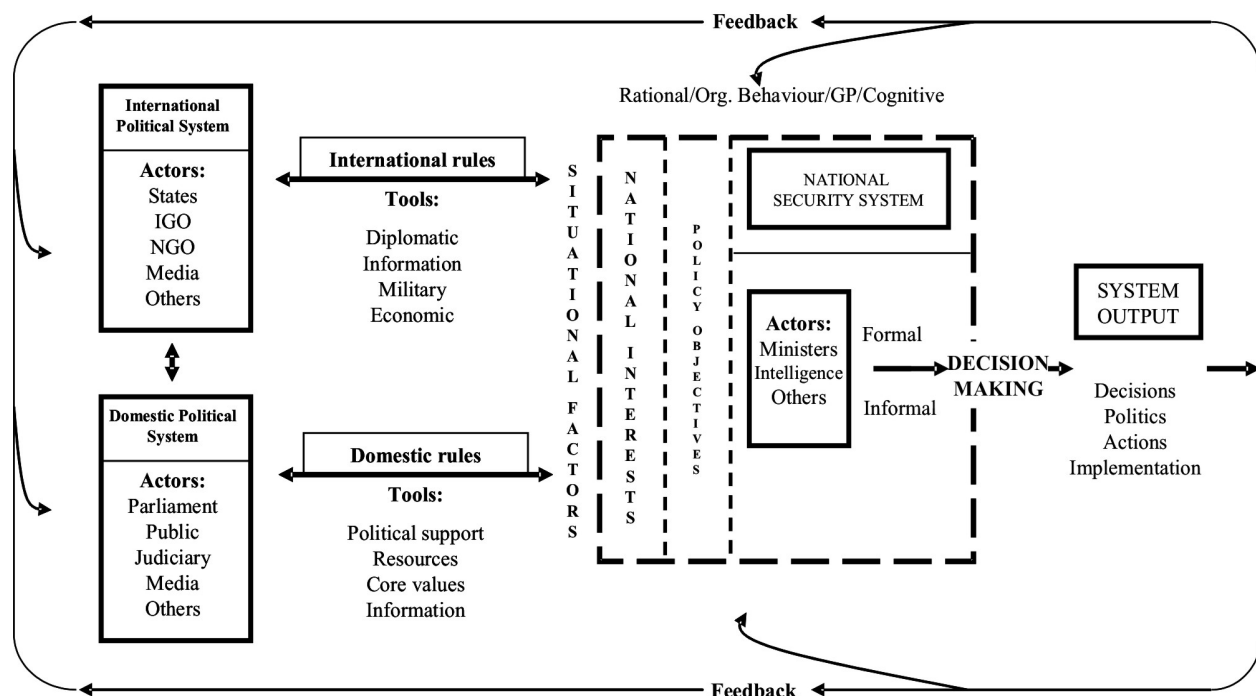 Feedback
Rational/Org. Behaviour/GP/Cognitive
International
Political System
Actors:
States
IGO
NGO
Media
Others
International rules
Tools:
Diplomatic
Information
Military
Economic
Domestic Political
System
Actors:
Parliament
Public
Judiciary
Media
Others
Domestic rules
Tools:
Political support
Resources
Core values
Information
SITUATIONAL FACTORS
NATIONAL INTERESTS
POLICY OBJECTIVES
NATIONAL
SECURITY SYSTEM
Actors:
Ministers
Intelligence
Others
Formal
Informal
DECISION
MAKING
SYSTEM
OUTPUT
Decisions
Politics
Actions
Implementation
Feedback